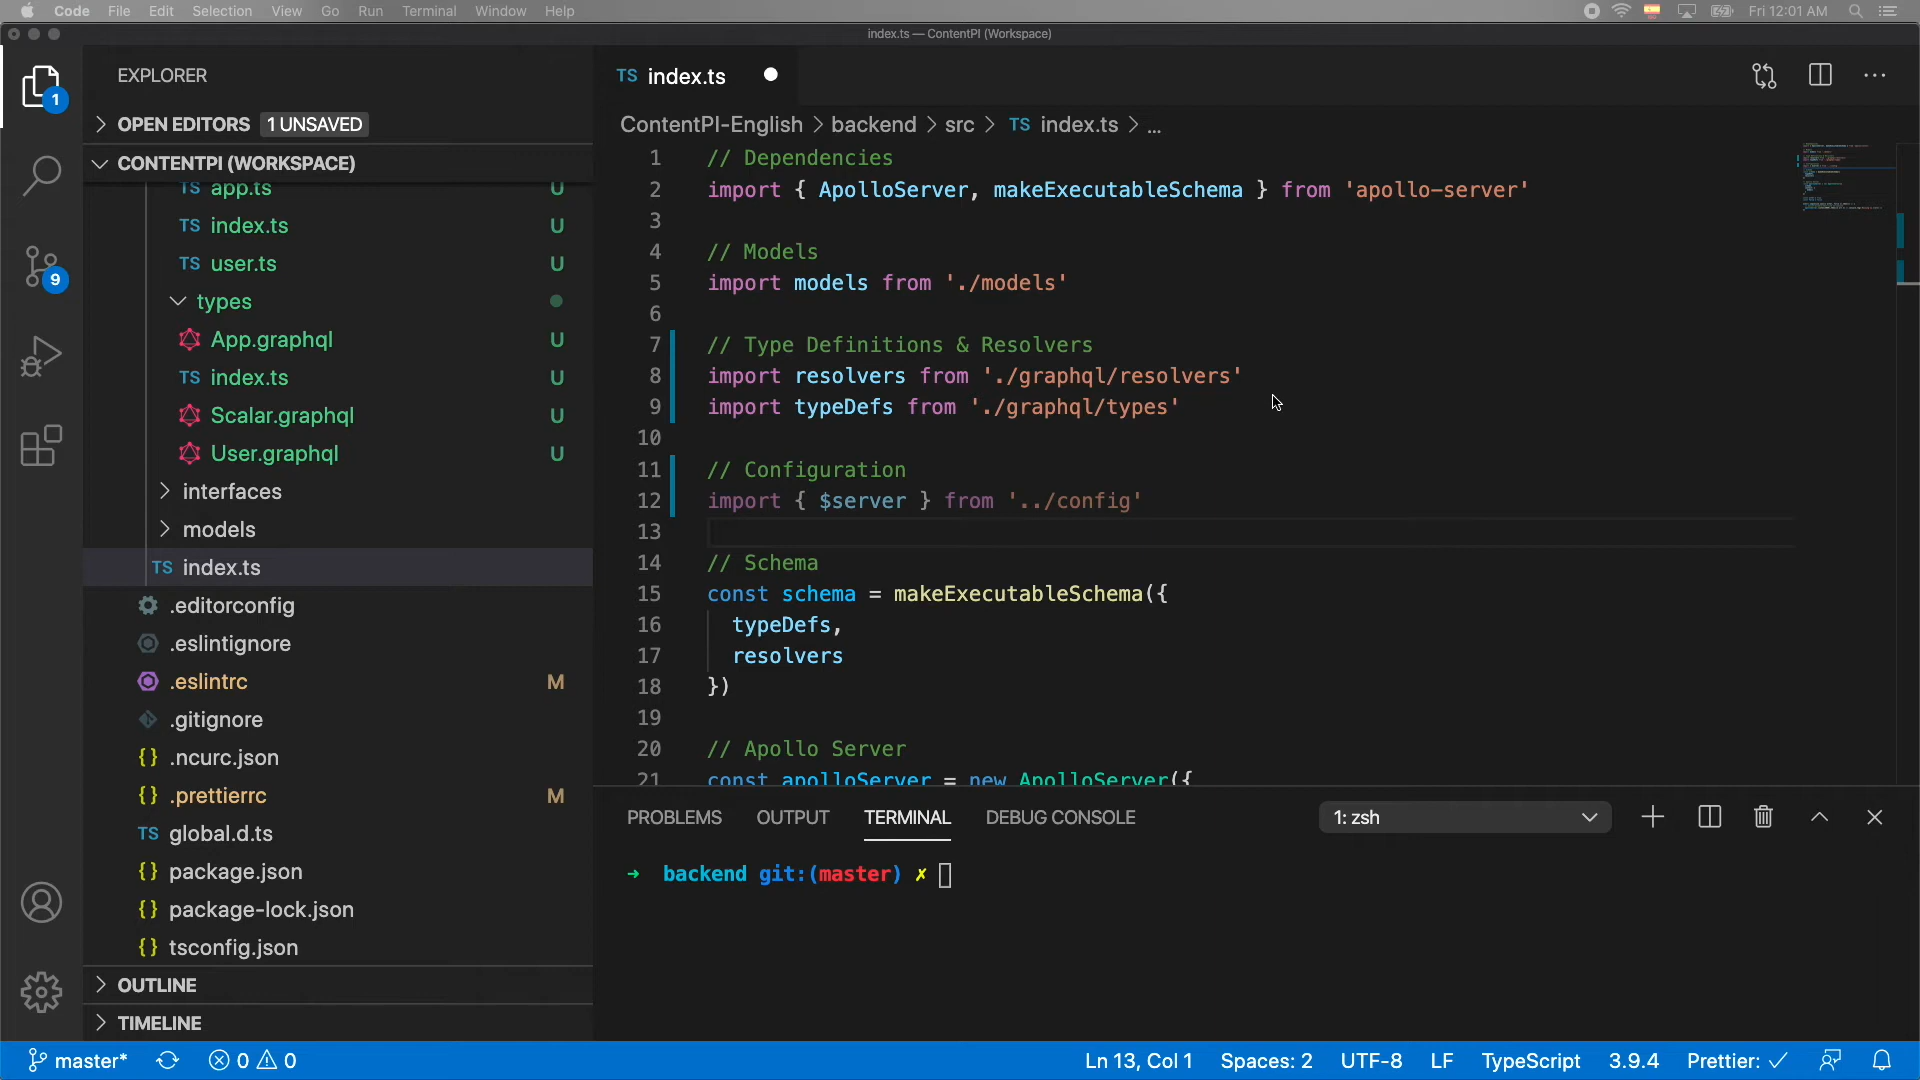 Code File Edit Selection View Go Run Terminal Window Help
Fri 12:01 AM
index.ts — ContentPI (Workspace)
EXPLORER
OPEN EDITORS 1 UNSAVED
CONTENTPI (WORKSPACE)
TS app.ts U
TS index.ts U
TS user.ts U
types
App.graphql U
TS index.ts U
Scalar.graphql U
User.graphql U
interfaces
models
TS index.ts
.editorconfig
.eslintignore
.eslintrc M
.gitignore
{} .ncurc.json
{} .prettierrc M
TS global.d.ts
{} package.json
{} package-lock.json
{} tsconfig.json
OUTLINE
TIMELINE
1
9
TS index.ts
ContentPI-English > backend > src > TS index.ts > ...
1 // Dependencies
2 import { ApolloServer, makeExecutableSchema } from 'apollo-server'
3
4 // Models
5 import models from './models'
6
7 // Type Definitions & Resolvers
8 import resolvers from './graphql/resolvers'
9 import typeDefs from './graphql/types'
10
11 // Configuration
12 import { $server } from '../config'
13
14 // Schema
15 const schema = makeExecutableSchema({
16 typeDefs,
17 resolvers
18 })
19
20 // Apollo Server
21 const apolloServer = new ApolloServer({
PROBLEMS OUTPUT TERMINAL DEBUG CONSOLE 1: zsh
➜ backend git:(master) ✗
master* 0 0 Ln 13, Col 1 Spaces: 2 UTF-8 LF TypeScript 3.9.4 Prettier: ✓